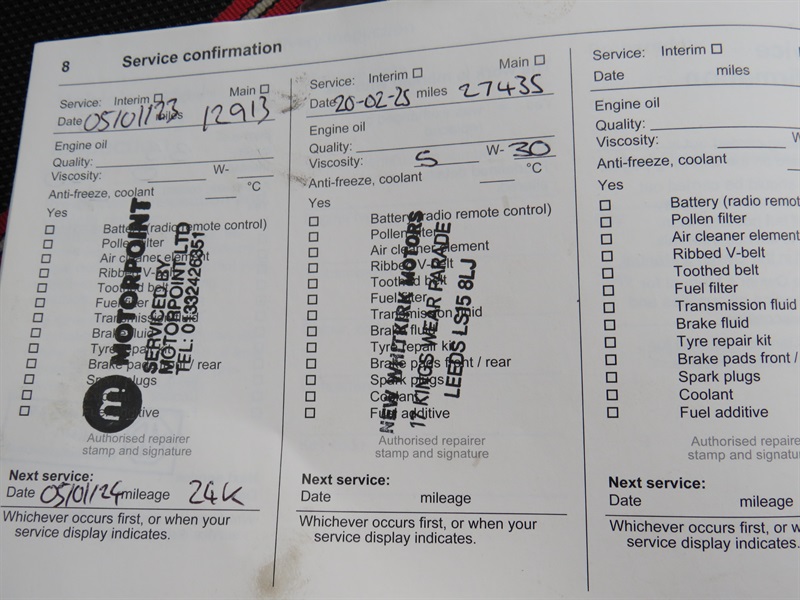 8 Service confirmation
Service: Interim Main
Date 05/01/23 miles 12913
Engine oil
Quality:
Viscosity: W-
Anti-freeze, coolant °C
Yes
Battery (radio remote control)
Pollen filter
Air cleaner element
Ribbed V-belt
Toothed belt
Fuel filter
Transmission fluid
Brake fluid
Tyre repair kit
Brake pads front / rear
Spark plugs
Fuel additive
m MOTORPOINT
SERVICED BY
MOTORPOINT LTD
Authorised repairer
stamp and signature
Next service:
Date 05/01/24 mileage 24K
Whichever occurs first, or when your
service display indicates.
Service: Interim Main
Date 20-02-25 miles 27435
Engine oil
Quality:
Viscosity: 5 W- 30
Anti-freeze, coolant °C
Yes
Battery (radio remote control)
Pollen filter
Air cleaner element
Ribbed V-belt
Toothed belt
Fuel filter
Transmission fluid
Brake fluid
Tyre repair kit
Brake pads front / rear
Spark plugs
Coolant
Fuel additive
NEW WHITKIRK MOTORS
17 KINGS WEAR PARADE
LEEDS LS15 8LJ
Authorised repairer
stamp and signature
Next service:
Date mileage
Whichever occurs first, or when your
service display indicates.
Service: Interim
Date miles
Engine oil
Quality:
Viscosity: W-
Anti-freeze, coolant
Yes
Battery (radio remot
Pollen filter
Air cleaner element
Ribbed V-belt
Toothed belt
Fuel filter
Transmission fluid
Brake fluid
Tyre repair kit
Brake pads front /
Spark plugs
Coolant
Fuel additive
Authorised repairer
stamp and signature
Next service:
Date mileage
Whichever occurs first, or when your
service display indicates.